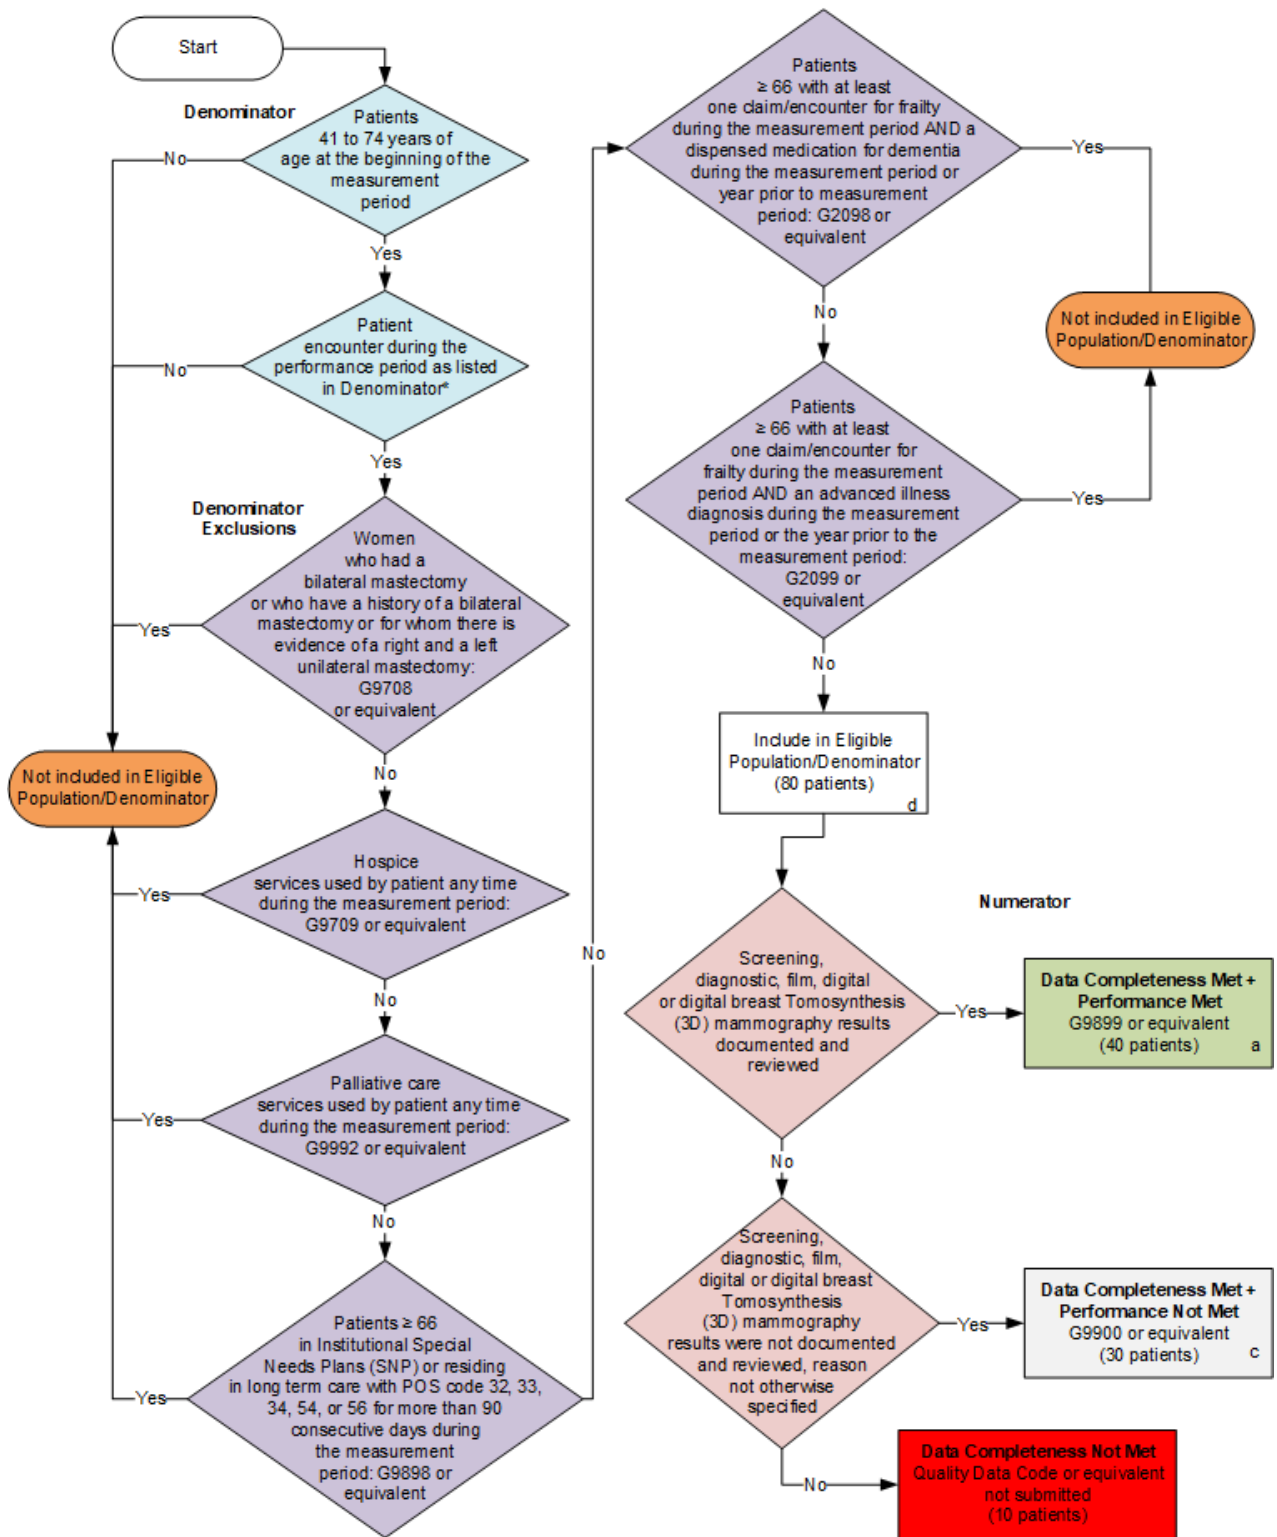 Start
Denominator
Patients
41 to 74 years of
age at the beginning of the
measurement
period
No
Yes
Patient
encounter during the
performance period as listed
in Denominator*
No
Yes
Denominator
Exclusions
Women
who had a
bilateral mastectomy
or who have a history of a bilateral
mastectomy or for whom there is
evidence of a right and a left
unilateral mastectomy:
G9708
or equivalent
Yes
No
Not included in Eligible
Population/Denominator
Hospice
services used by patient any time
during the measurement period:
G9709 or equivalent
Yes
No
Palliative care
services used by patient any time
during the measurement period:
G9992 or equivalent
Yes
No
Patients ≥ 66
in Institutional Special
Needs Plans (SNP) or residing
in long term care with POS code 32, 33,
34, 54, or 56 for more than 90
consecutive days during
the measurement
period: G9898 or
equivalent
Yes
No
Patients
≥ 66 with at least
one claim/encounter for frailty
during the measurement period AND a
dispensed medication for dementia
during the measurement period or
year prior to measurement
period: G2098 or
equivalent
Yes
No
Not included in Eligible
Population/Denominator
Patients
≥ 66 with at least
one claim/encounter for
frailty during the measurement
period AND an advanced illness
diagnosis during the measurement
period or the year prior to the
measurement period:
G2099 or
equivalent
Yes
No
Include in Eligible
Population/Denominator
(80 patients)
d
Numerator
Screening,
diagnostic, film, digital
or digital breast Tomosynthesis
(3D) mammography results
documented and
reviewed
Yes
Data Completeness Met +
Performance Met
G9899 or equivalent
(40 patients)
a
No
Screening,
diagnostic, film,
digital or digital breast
Tomosynthesis
(3D) mammography
results were not documented
and reviewed, reason
not otherwise
specified
Yes
Data Completeness Met +
Performance Not Met
G9900 or equivalent
(30 patients)
c
No
Data Completeness Not Met
Quality Data Code or equivalent
not submitted
(10 patients)